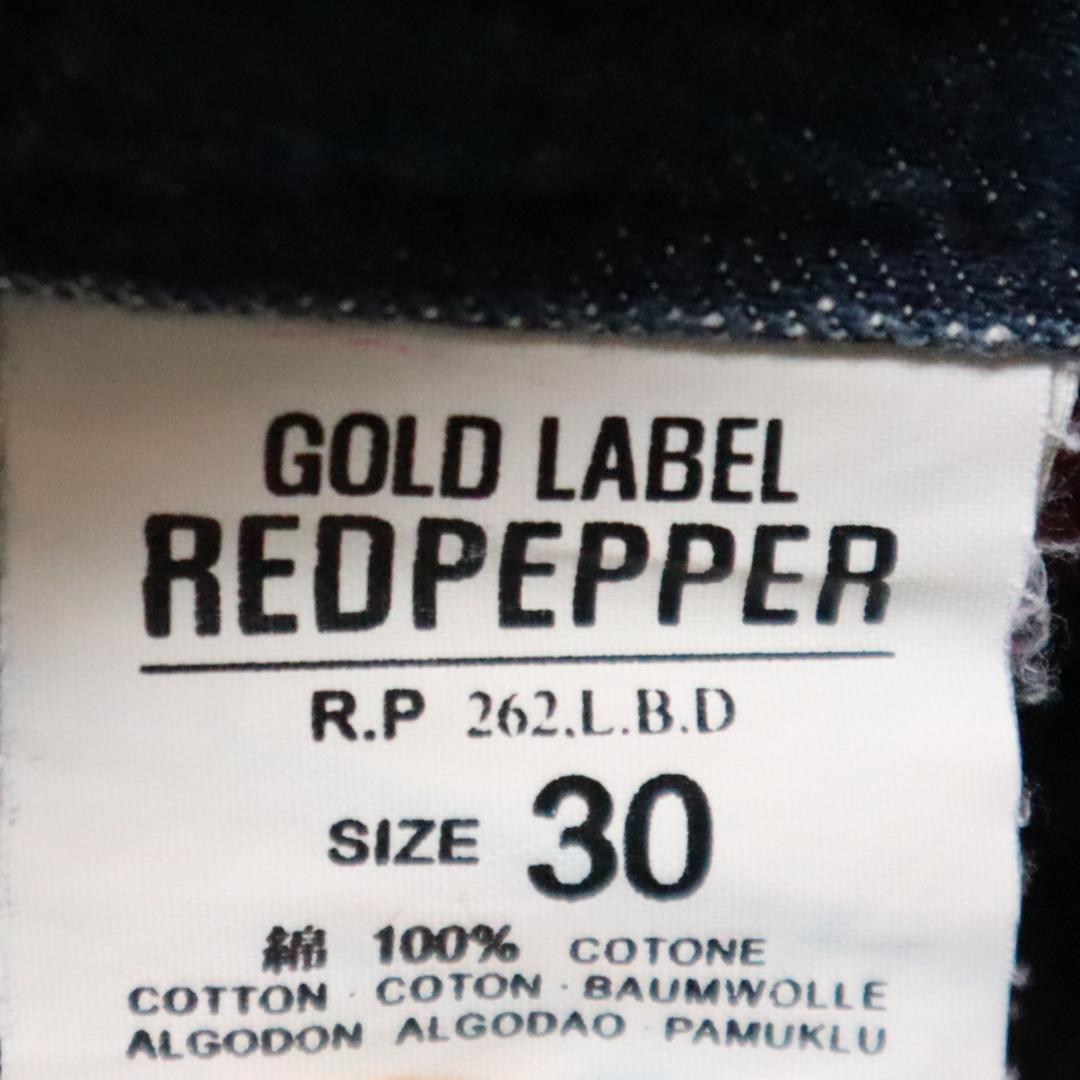 GOLD LABEL
REDPEPPER
R.P 262.L.B.D
SIZE 30
綿 100% COTONE
COTTON · COTON · BAUMWOLLE
ALGODON ALGODAO · PAMUKLU